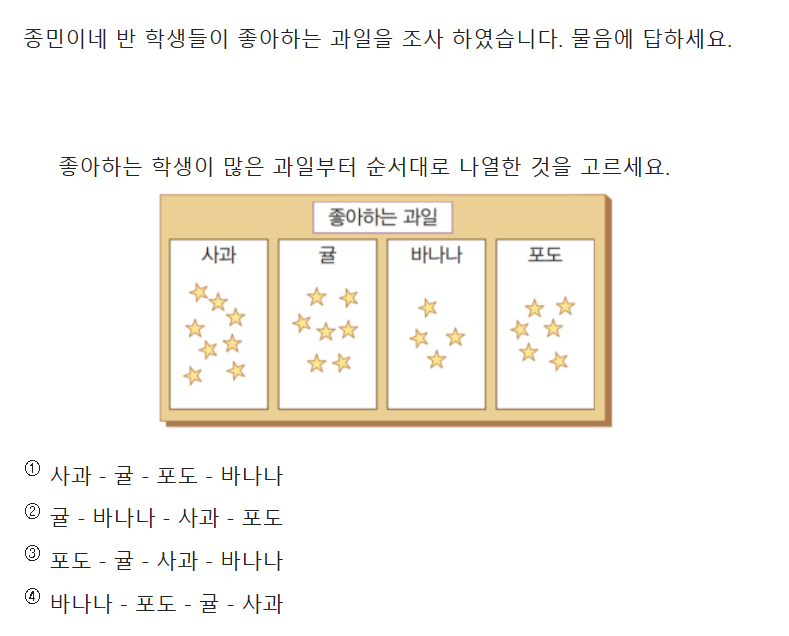 종민이네 반 학생들이 좋아하는 과일을 조사 하였습니다. 물음에 답하세요.
좋아하는 학생이 많은 과일부터 순서대로 나열한 것을 고르세요.
좋아하는 과일
사과 귤 바나나 포도
① 사과 - 귤 - 포도 - 바나나
② 귤 - 바나나 - 사과 - 포도
③ 포도 - 귤 - 사과 - 바나나
④ 바나나 - 포도 - 귤 - 사과